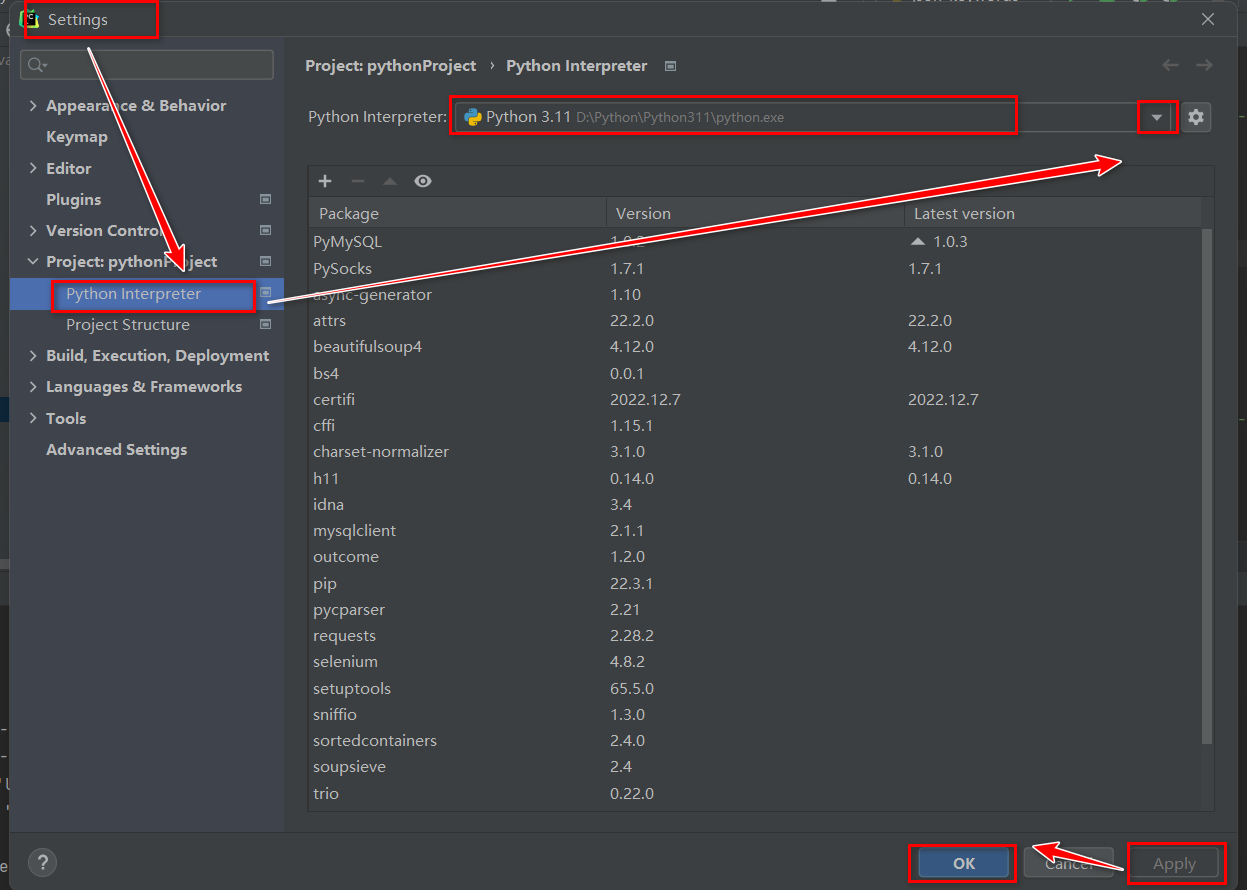 Settings
Project: pythonProject › Python Interpreter
Appearance & Behavior
Keymap
Editor
Plugins
Version Control
Project: pythonProject
Python Interpreter
Project Structure
Build, Execution, Deployment
Languages & Frameworks
Tools
Advanced Settings
Python Interpreter: Python 3.11 D:\Python\Python311\python.exe
Package Version Latest version
PyMySQL 1.0.2 1.0.3
PySocks 1.7.1 1.7.1
async-generator 1.10
attrs 22.2.0 22.2.0
beautifulsoup4 4.12.0 4.12.0
bs4 0.0.1
certifi 2022.12.7 2022.12.7
cffi 1.15.1
charset-normalizer 3.1.0 3.1.0
h11 0.14.0 0.14.0
idna 3.4
mysqlclient 2.1.1
outcome 1.2.0
pip 22.3.1
pycparser 2.21
requests 2.28.2
selenium 4.8.2
setuptools 65.5.0
sniffio 1.3.0
sortedcontainers 2.4.0
soupsieve 2.4
trio 0.22.0
? OK Cancel Apply